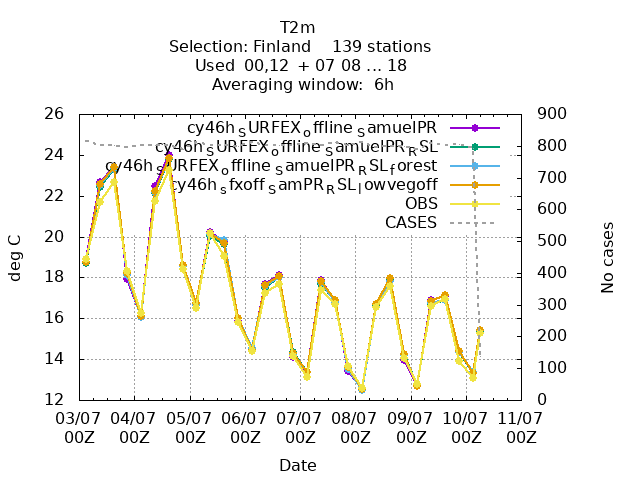 T2m
Selection: Finland 139 stations
Used 00,12 + 07 08 ... 18
Averaging window: 6h
26 900
cy46h_SURFEX_offline_SamuelPR
800
cy46h_SURFEX_offline_SamuelPR_RSL
24
cy46h_SURFEX_offline_SamuelPR_RSL_forest
700
cy46h_sfxoff_SamPR_RSL_lowvegoff
22 OBS 600
CASES
20 500
deg C
No cases
400
18
300
16
200
14
100
12 0
03/07 04/07 05/07 06/07 07/07 08/07 09/07 10/07 11/07
00Z 00Z 00Z 00Z 00Z 00Z 00Z 00Z 00Z
Date